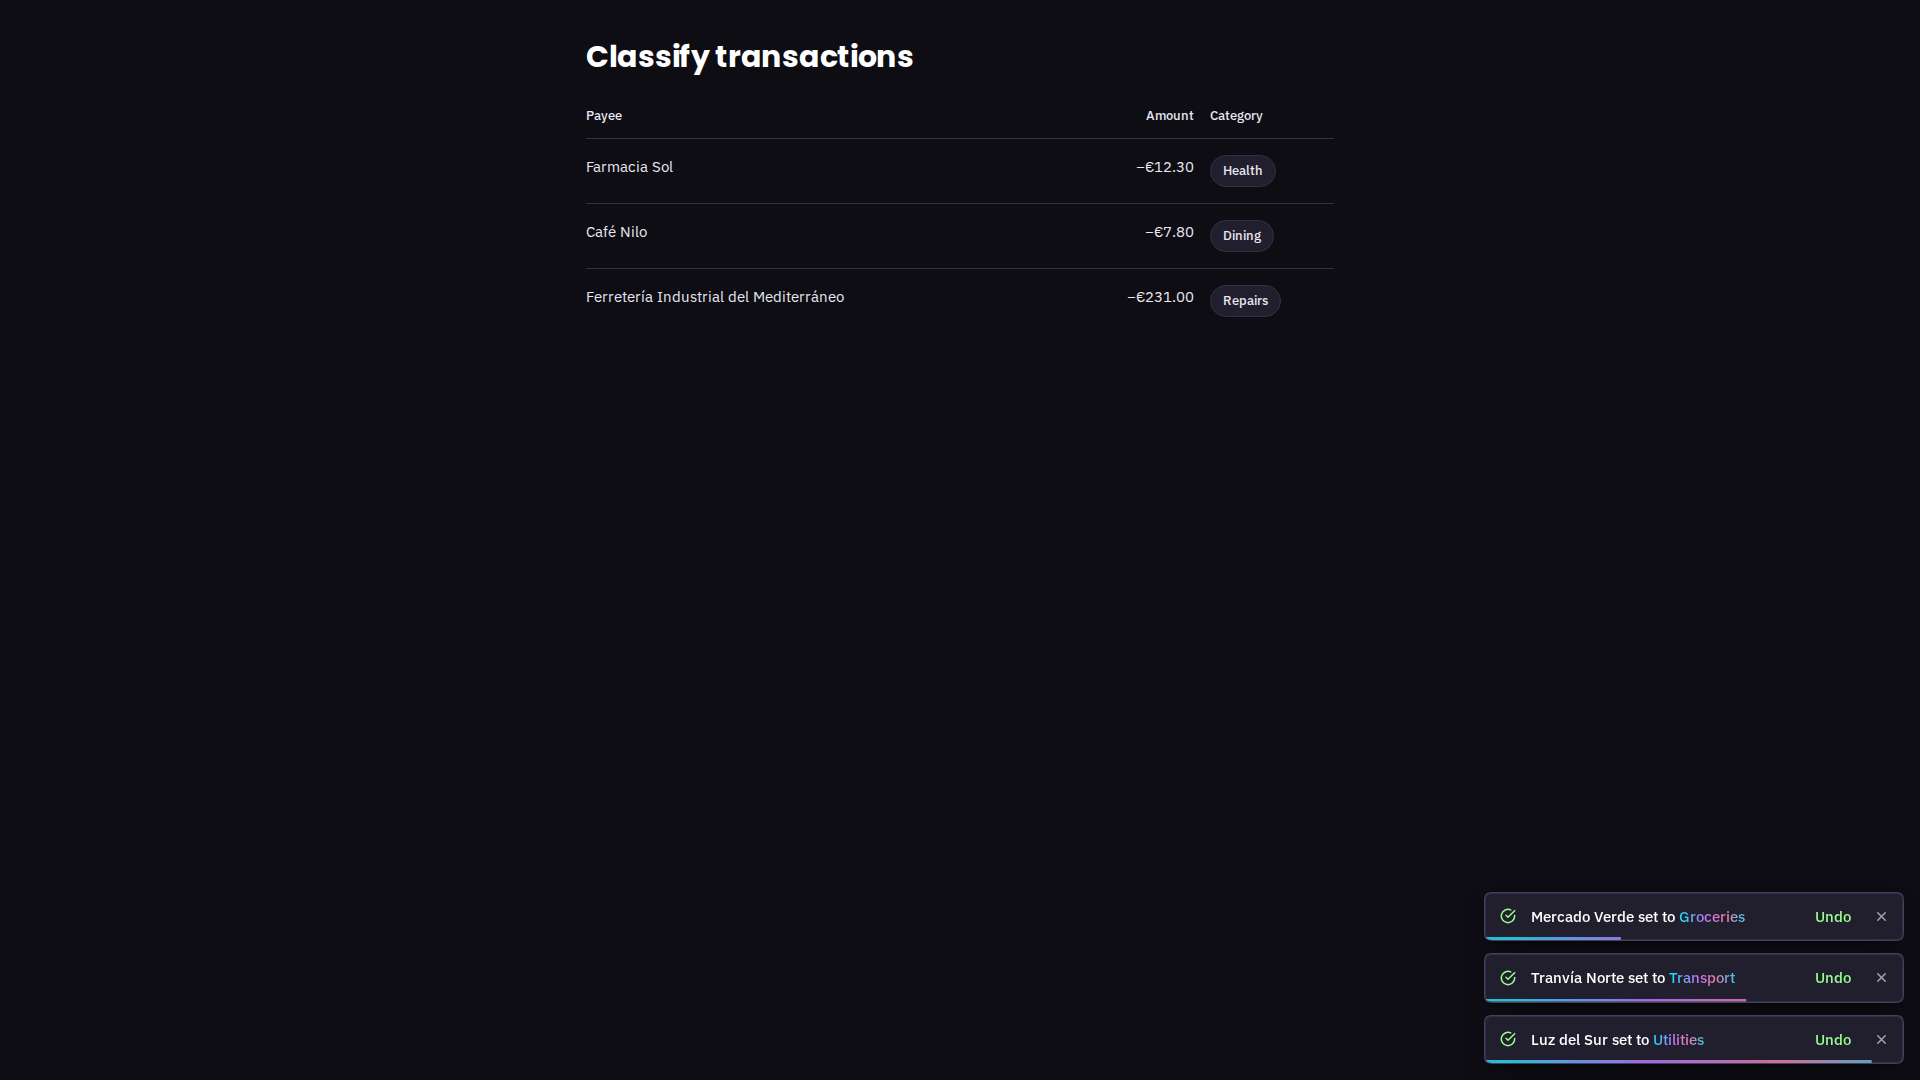 Classify transactions
Payee Amount Category
Farmacia Sol −€12.30 Health
Café Nilo −€7.80 Dining
Ferretería Industrial del Mediterráneo −€231.00 Repairs
Mercado Verde set to Groceries Undo
Tranvía Norte set to Transport Undo
Luz del Sur set to Utilities Undo